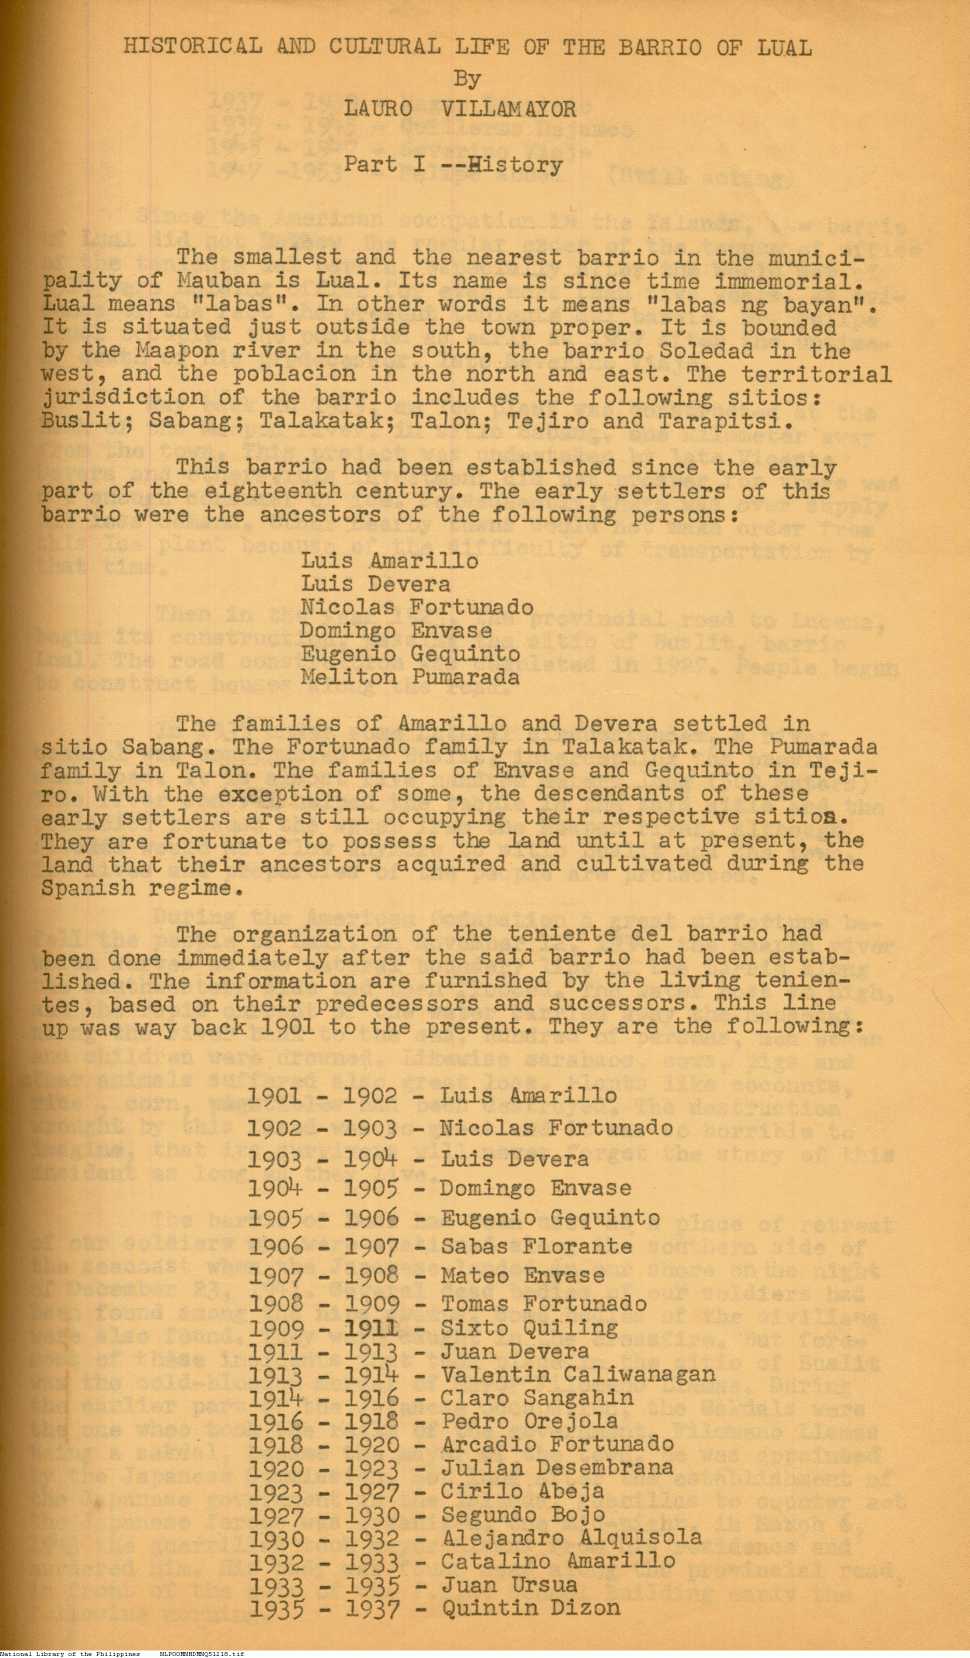 HISTORICAL AND CULTURAL LIFE OF THE BARRIO OF LUAL
By
LAURO VILLAMAYOR
Part I --History
The smallest and the nearest barrio in the munici-
pality of Mauban is Lual. Its name is since time immemorial.
Lual means "labas". In other words it means "labas ng bayan".
It is situated just outside the town proper. It is bounded
by the Maapon river in the south, the barrio Soledad in the
west, and the poblacion in the north and east. The territorial
jurisdiction of the barrio includes the following sitios:
Buslit; Sabang; Talakatak; Talon; Tejiro and Tarapitsi.
This barrio had been established since the early
part of the eighteenth century. The early settlers of this
barrio were the ancestors of the following persons:
Luis Amarillo
Luis Devera
Nicolas Fortunado
Domingo Envase
Eugenio Gequinto
Meliton Pumarada
The families of Amarillo and Devera settled in
sitio Sabang. The Fortunado family in Talakatak. The Pumarada
family in Talon. The families of Envase and Gequinto in Teji-
ro. With the exception of some, the descendants of these
early settlers are still occupying their respective sitios.
They are fortunate to possess the land until at present, the
land that their ancestors acquired and cultivated during the
Spanish regime.
The organization of the teniente del barrio had
been done immediately after the said barrio had been estab-
lished. The information are furnished by the living tenien-
tes, based on their predecessors and successors. This line
up was way back 1901 to the present. They are the following:
1901 - 1902 - Luis Amarillo
1902 - 1903 - Nicolas Fortunado
1903 - 1904 - Luis Devera
1904 - 1905 - Domingo Envase
1905 - 1906 - Eugenio Gequinto
1906 - 1907 - Sabas Florante
1907 - 1908 - Mateo Envase
1908 - 1909 - Tomas Fortunado
1909 - 1911 - Sixto Quiling
1911 - 1913 - Juan Devera
1913 - 1914 - Valentin Caliwanagan
1914 - 1916 - Claro Sangahin
1916 - 1918 - Pedro Orejola
1918 - 1920 - Arcadio Fortunado
1920 - 1923 - Julian Desembrana
1923 - 1927 - Cirilo Abeja
1927 - 1930 - Segundo Bojo
1930 - 1932 - Alejandro Alquisola
1932 - 1933 - Catalino Amarillo
1933 - 1935 - Juan Ursua
1935 - 1937 - Quintin Dizon
National Library of the Philippines